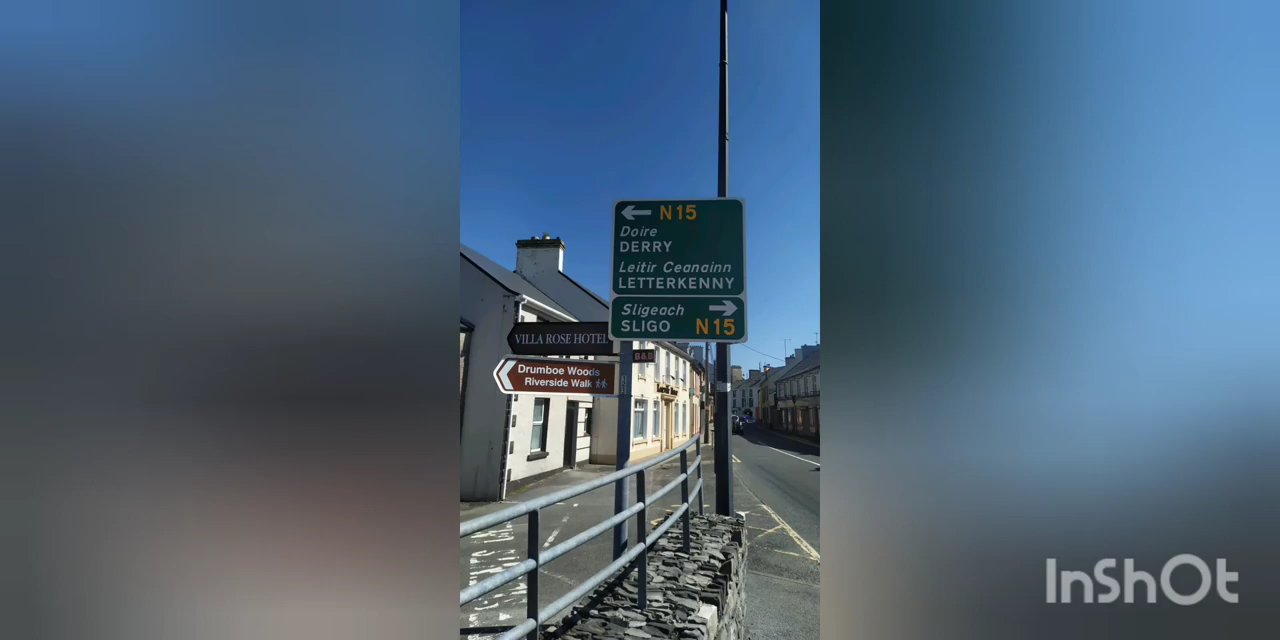 N15
Doire
DERRY
Leitir Ceanainn
LETTERKENNY
Sligeach
SLIGO N15
VILLA ROSE HOTEL
B&B
Drumboe Woods
Riverside Walk
InShOt